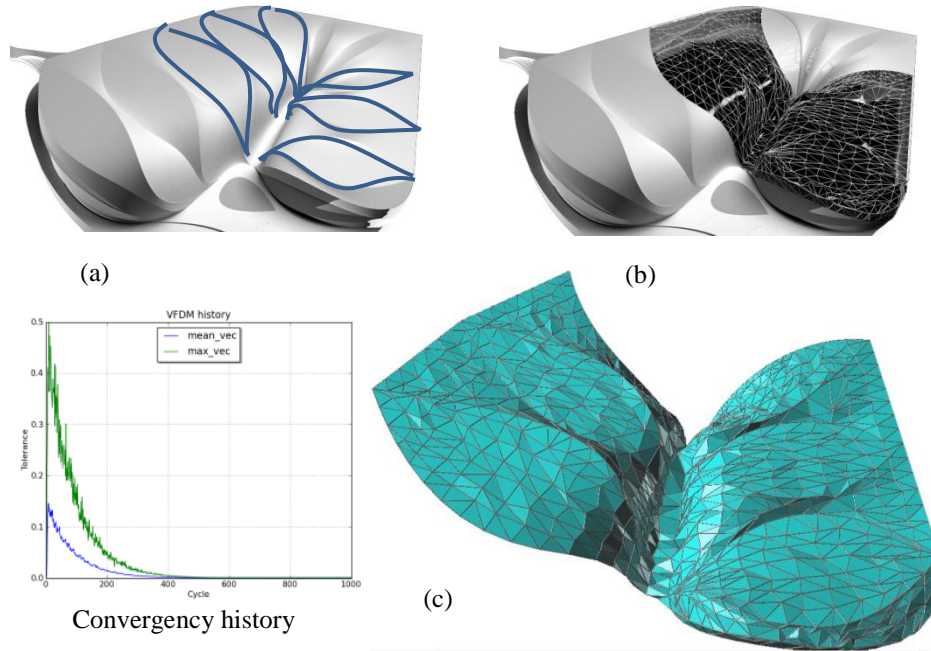 (a)
(b)
VFDM history
mean_vec
max_vec
0.5
0.4
0.3
0.2
0.1
0.0
Tolerance
0
200
400
600
800
1000
Cycle
Convergency history
(c)